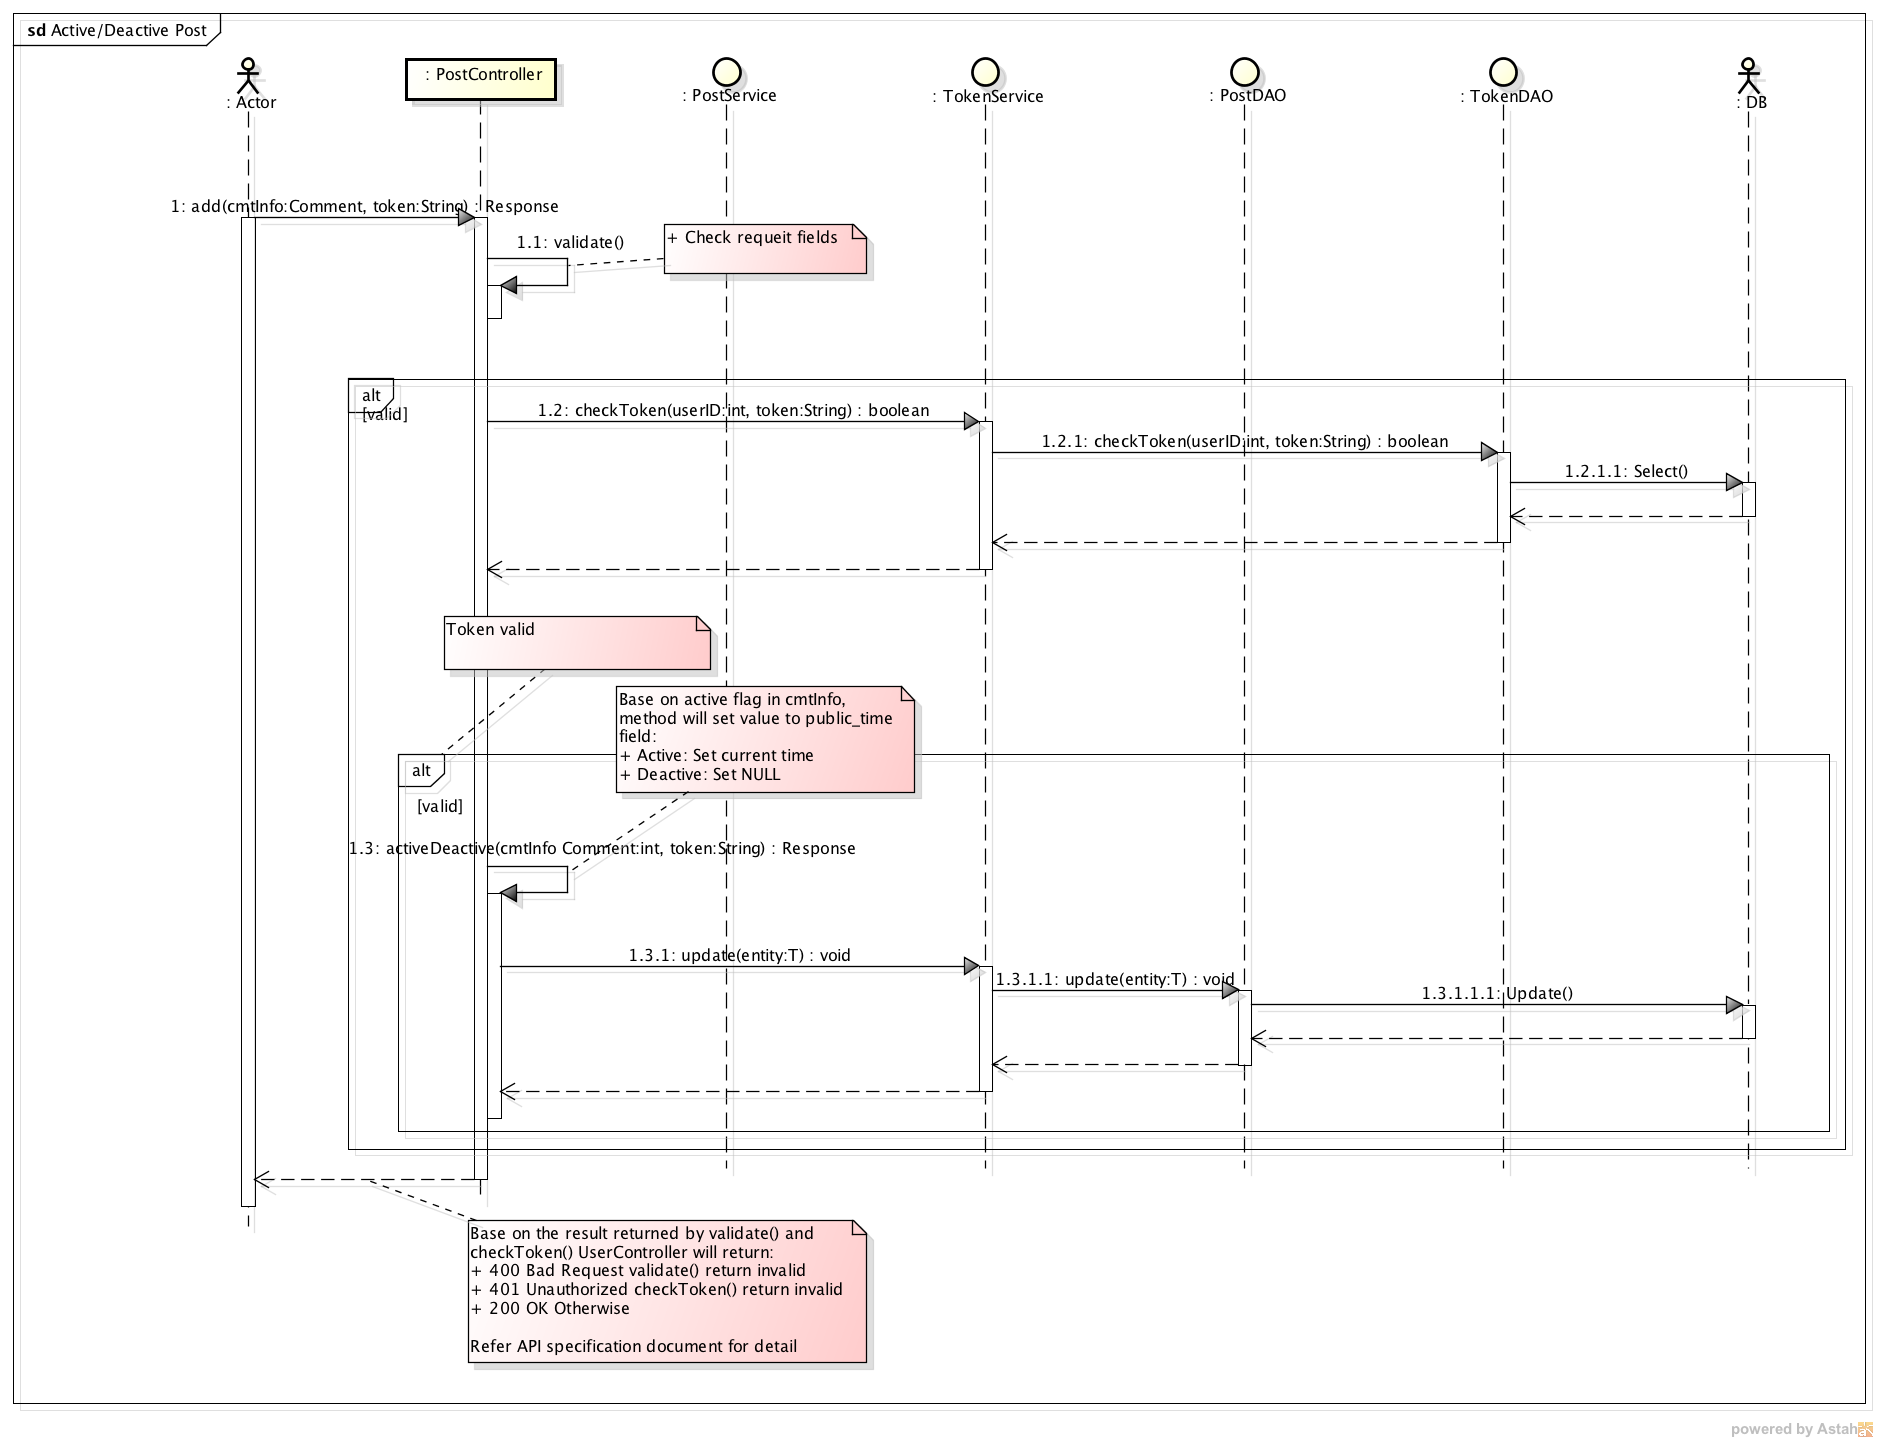 sd Active/Deactive Post
: Actor
: PostController
: PostService
: TokenService
: PostDAO
: TokenDAO
: DB
1: add(cmtInfo:Comment, token:String) : Response
1.1: validate()
+ Check requeit fields
alt
[valid]
1.2: checkToken(userID:int, token:String) : boolean
1.2.1: checkToken(userID:int, token:String) : boolean
1.2.1.1: Select()
Token valid
Base on active flag in cmtInfo,
method will set value to public_time
field:
+ Active: Set current time
+ Deactive: Set NULL
alt
[valid]
1.3: activeDeactive(cmtInfo Comment:int, token:String) : Response
1.3.1: update(entity:T) : void
1.3.1.1: update(entity:T) : void
1.3.1.1.1: Update()
Base on the result returned by validate() and
checkToken() UserController will return:
+ 400 Bad Request validate() return invalid
+ 401 Unauthorized checkToken() return invalid
+ 200 OK Otherwise
Refer API specification document for detail
powered by Astah